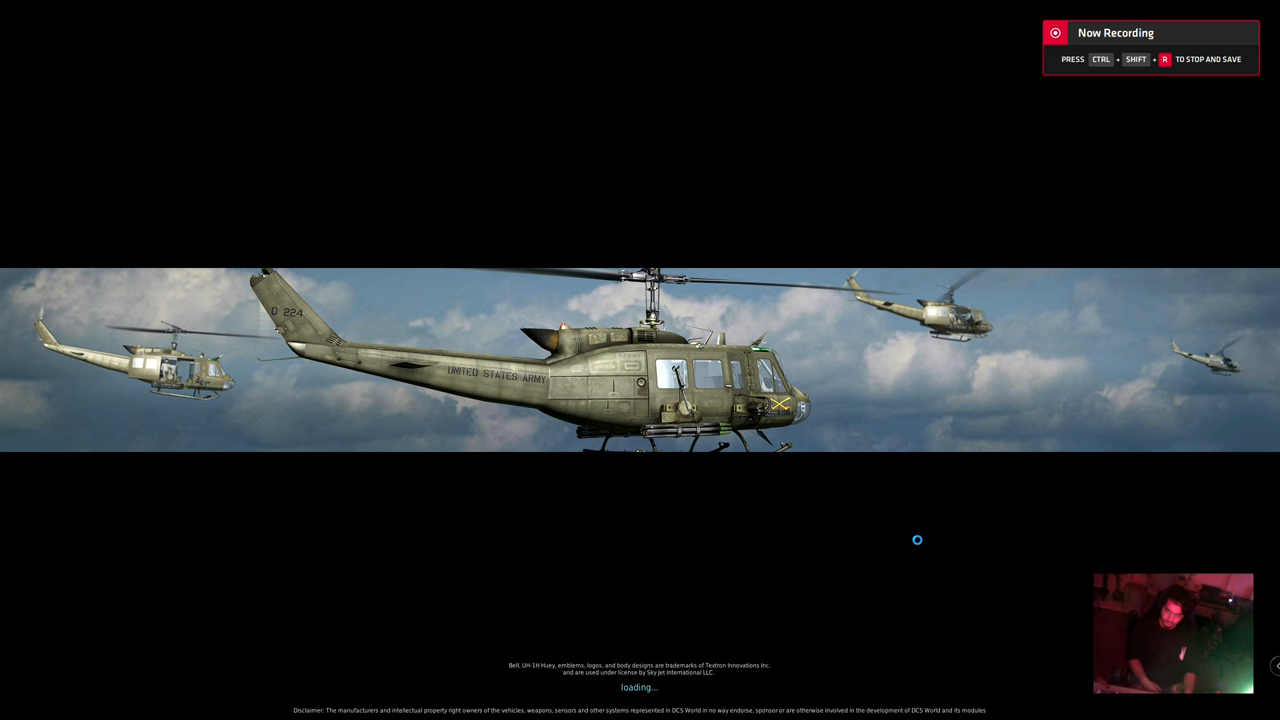 Now Recording
PRESS CTRL + SHIFT + R TO STOP AND SAVE
O 224
UNITED STATES ARMY
Bell, UH-1H Huey, emblems, logos, and body designs are trademarks of Textron Innovations Inc.
and are used under license by Sky Jet International LLC.
loading...
Disclaimer: The manufacturers and intellectual property right owners of the vehicles, weapons, sensors and other systems represented in DCS World in no way endorse, sponsor or are otherwise involved in the development of DCS World and its modules